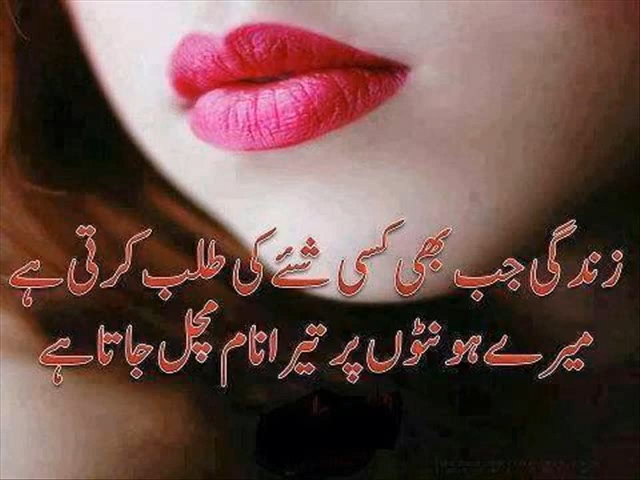 زندگی جب بھی کسی شئے کی طلب کرتی ہے
میرے ہونٹوں پر تیرا نام مچل جاتا ہے